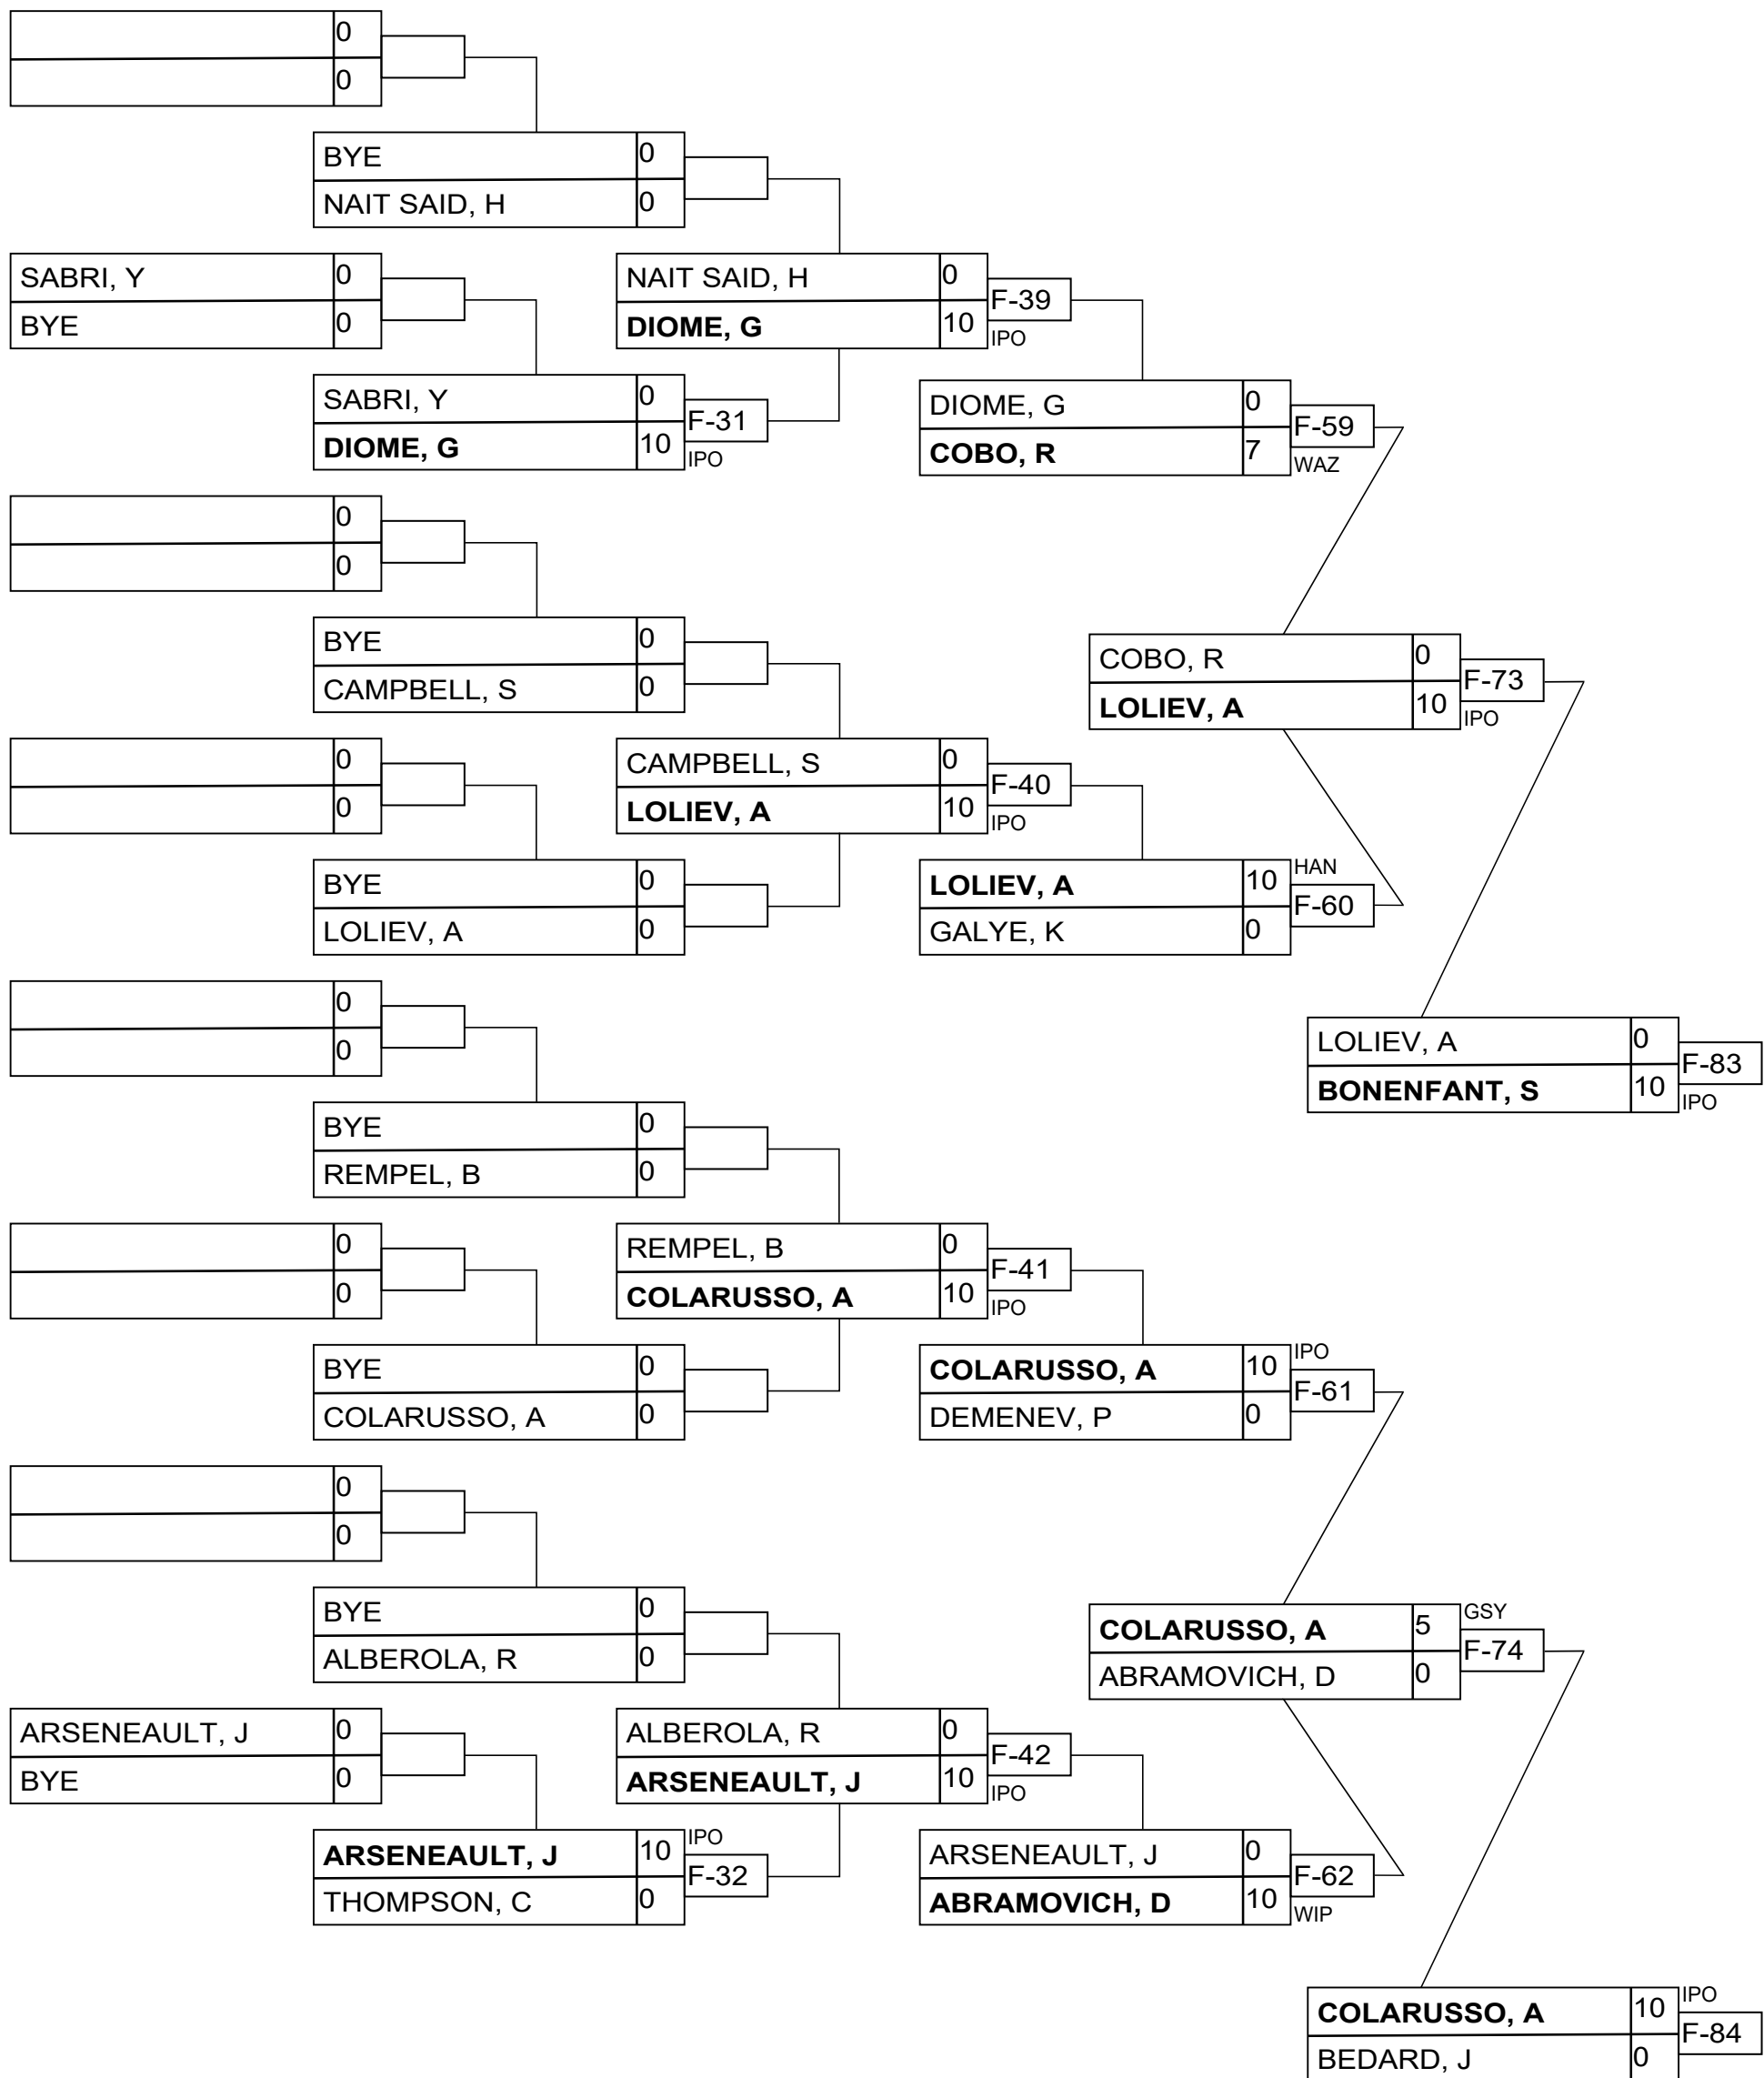 0
0
BYE 0
NAIT SAID, H 0
SABRI, Y 0
BYE 0
NAIT SAID, H 0
F-39
DIOME, G 10
IPO
SABRI, Y 0
F-31
DIOME, G 10
IPO
DIOME, G 0
F-59
COBO, R 7
WAZ
0
0
BYE 0
CAMPBELL, S 0
COBO, R 0
F-73
LOLIEV, A 10
IPO
0
0
CAMPBELL, S 0
F-40
LOLIEV, A 10
IPO
BYE 0
LOLIEV, A 0
HAN
LOLIEV, A 10
F-60
GALYE, K 0
0
0
LOLIEV, A 0
F-83
BONENFANT, S 10
IPO
BYE 0
REMPEL, B 0
0
0
REMPEL, B 0
F-41
COLARUSSO, A 10
IPO
BYE 0
COLARUSSO, A 0
IPO
COLARUSSO, A 10
F-61
DEMENEV, P 0
0
0
BYE 0
ALBEROLA, R 0
GSY
COLARUSSO, A 5
F-74
ABRAMOVICH, D 0
ARSENEAULT, J 0
BYE 0
ALBEROLA, R 0
F-42
ARSENEAULT, J 10
IPO
IPO
ARSENEAULT, J 10
F-32
THOMPSON, C 0
ARSENEAULT, J 0
F-62
ABRAMOVICH, D 10
WIP
IPO
COLARUSSO, A 10
F-84
BEDARD, J 0